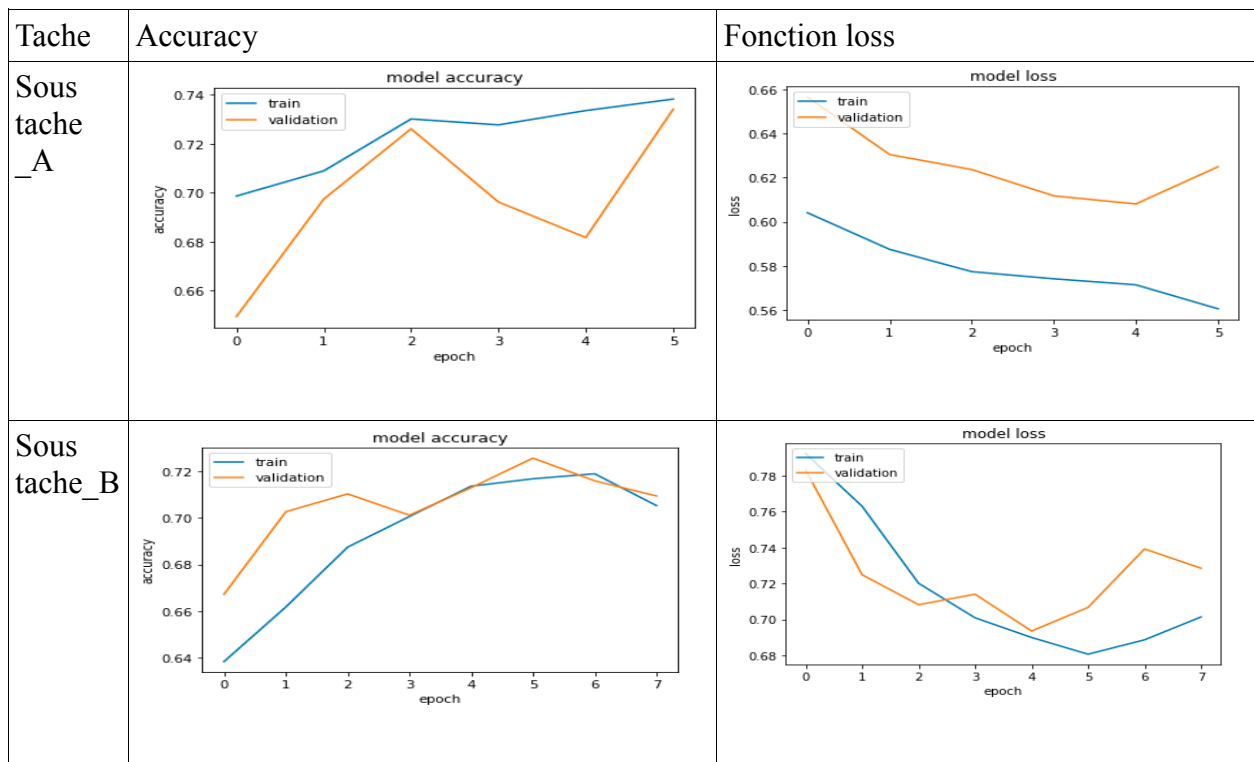 Tache Accuracy Fonction loss
Sous
tache
_A
model accuracy
train
validation
0.74
0.72
0.70
0.68
0.66
accuracy
0 1 2 3 4 5
epoch
model loss
train
validation
0.66
0.64
0.62
0.60
0.58
0.56
loss
0 1 2 3 4 5
epoch
Sous
tache_B
model accuracy
train
validation
0.72
0.70
0.68
0.66
0.64
accuracy
0 1 2 3 4 5 6 7
epoch
model loss
train
validation
0.78
0.76
0.74
0.72
0.70
0.68
loss
0 1 2 3 4 5 6 7
epoch